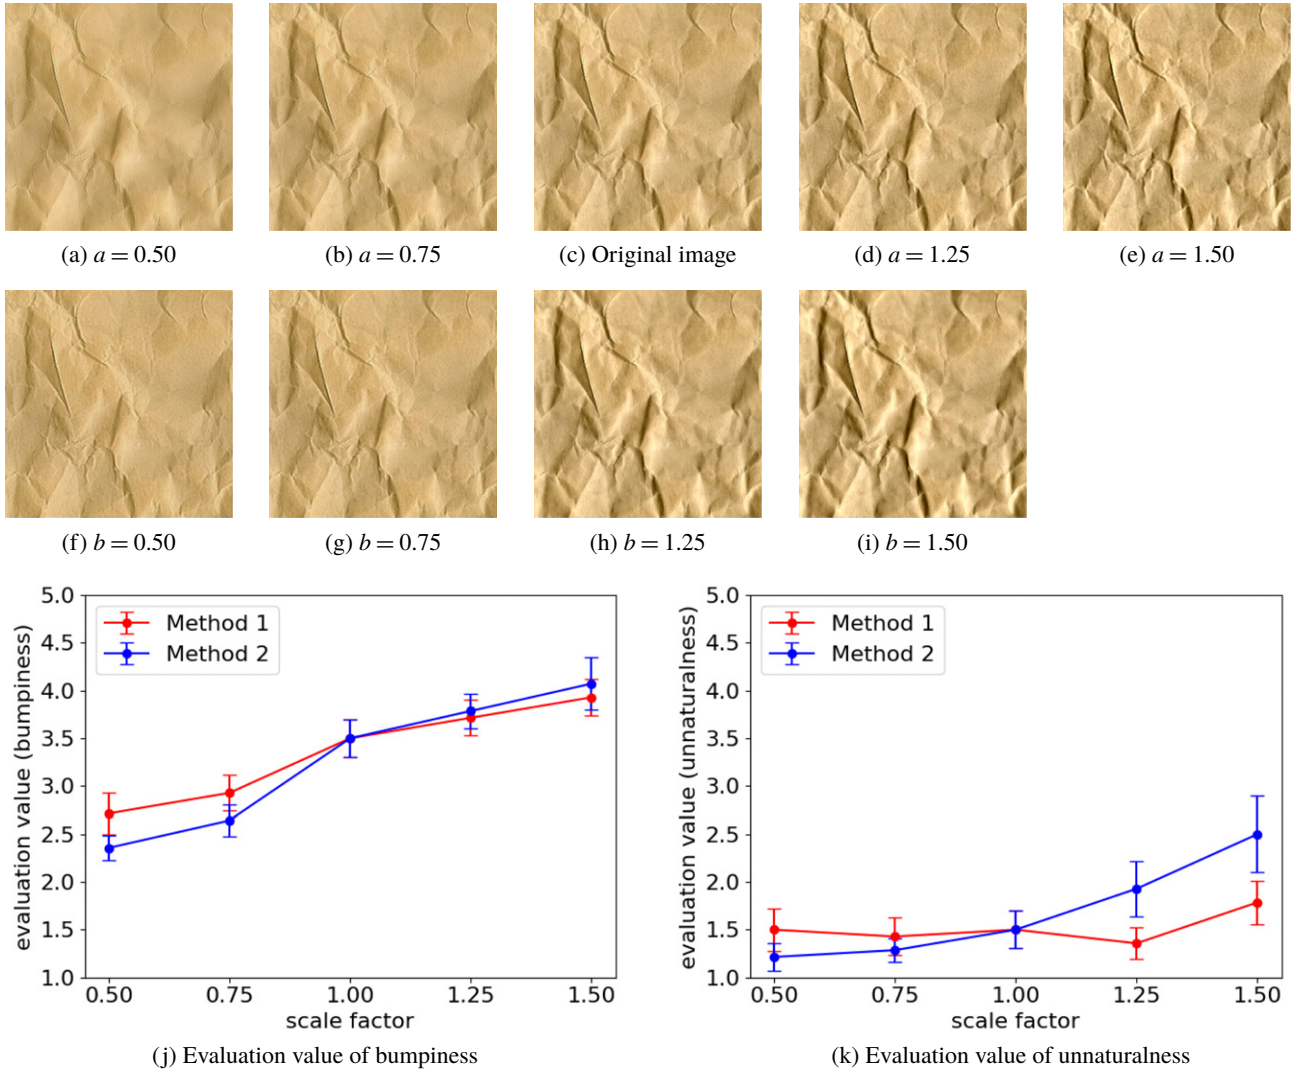 (a) a = 0.50
(b) a = 0.75
(c) Original image
(d) a = 1.25
(e) a = 1.50
(f) b = 0.50
(g) b = 0.75
(h) b = 1.25
(i) b = 1.50
evaluation value (bumpiness)
5.0
4.5
4.0
3.5
3.0
2.5
2.0
1.5
1.0
Method 1
Method 2
0.50 0.75 1.00 1.25 1.50
scale factor
(j) Evaluation value of bumpiness
evaluation value (unnaturalness)
5.0
4.5
4.0
3.5
3.0
2.5
2.0
1.5
1.0
Method 1
Method 2
0.50 0.75 1.00 1.25 1.50
scale factor
(k) Evaluation value of unnaturalness